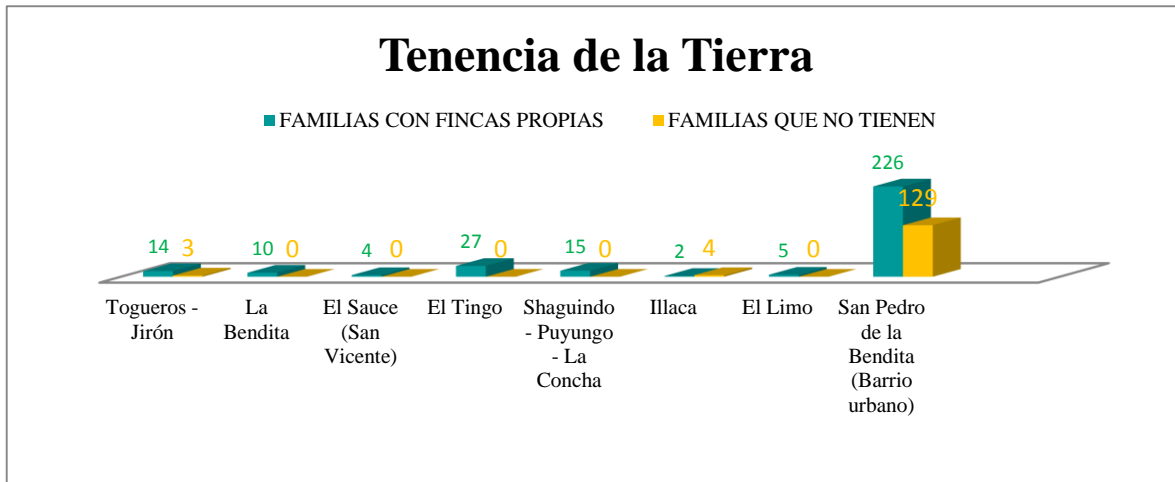 Tenencia de la Tierra
FAMILIAS CON FINCAS PROPIAS FAMILIAS QUE NO TIENEN
14 3 10 0 4 0 27 0 15 0 2 4 5 0 226 129
Togueros -
Jirón
La
Bendita
El Sauce
(San
Vicente)
El Tingo
Shaguindo
- Puyungo
- La
Concha
Illaca
El Limo
San Pedro
de la
Bendita
(Barrio
urbano)